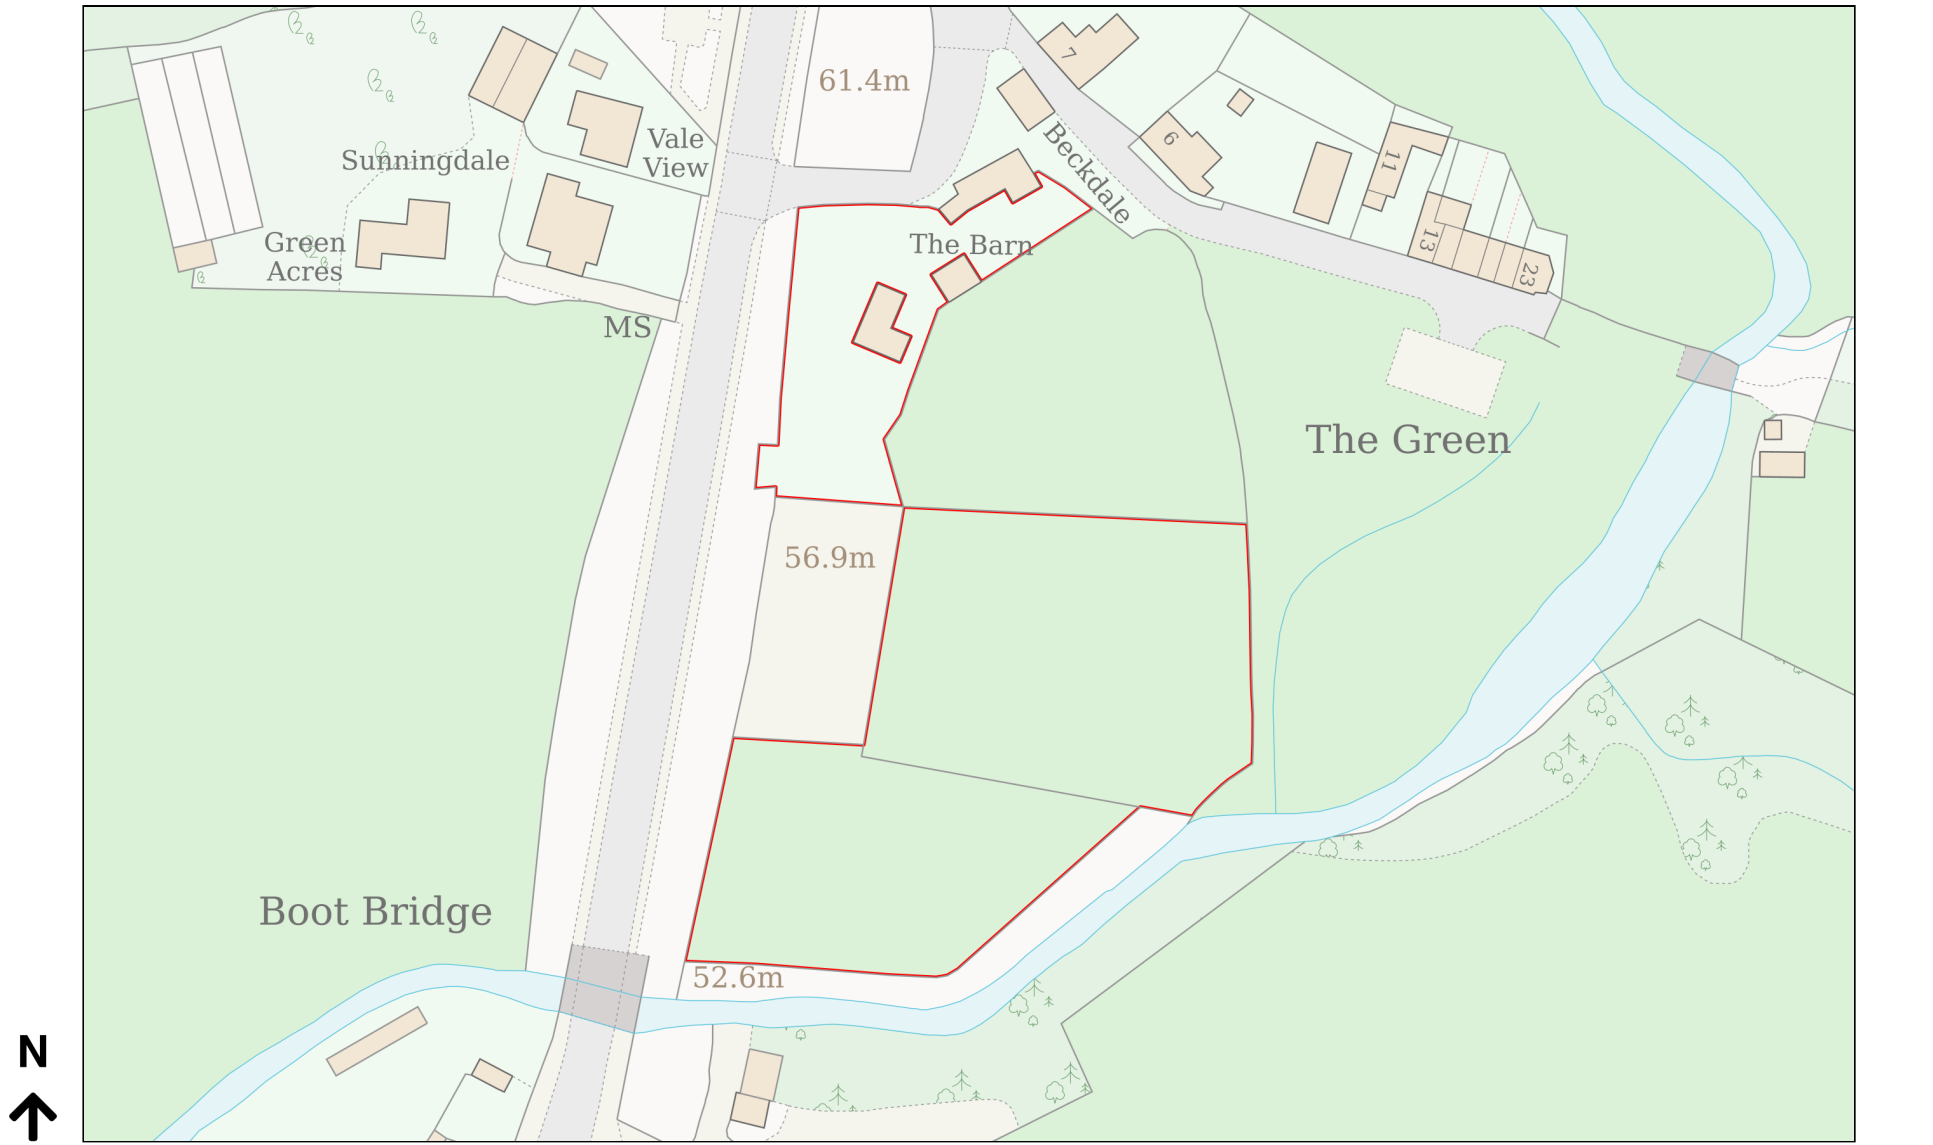 61.4m
7
Vale
View
Sunningdale
6
Beckdale
11
Green
Acres
The Barn
13
23
MS
The Green
56.9m
Boot Bridge
52.6m
N